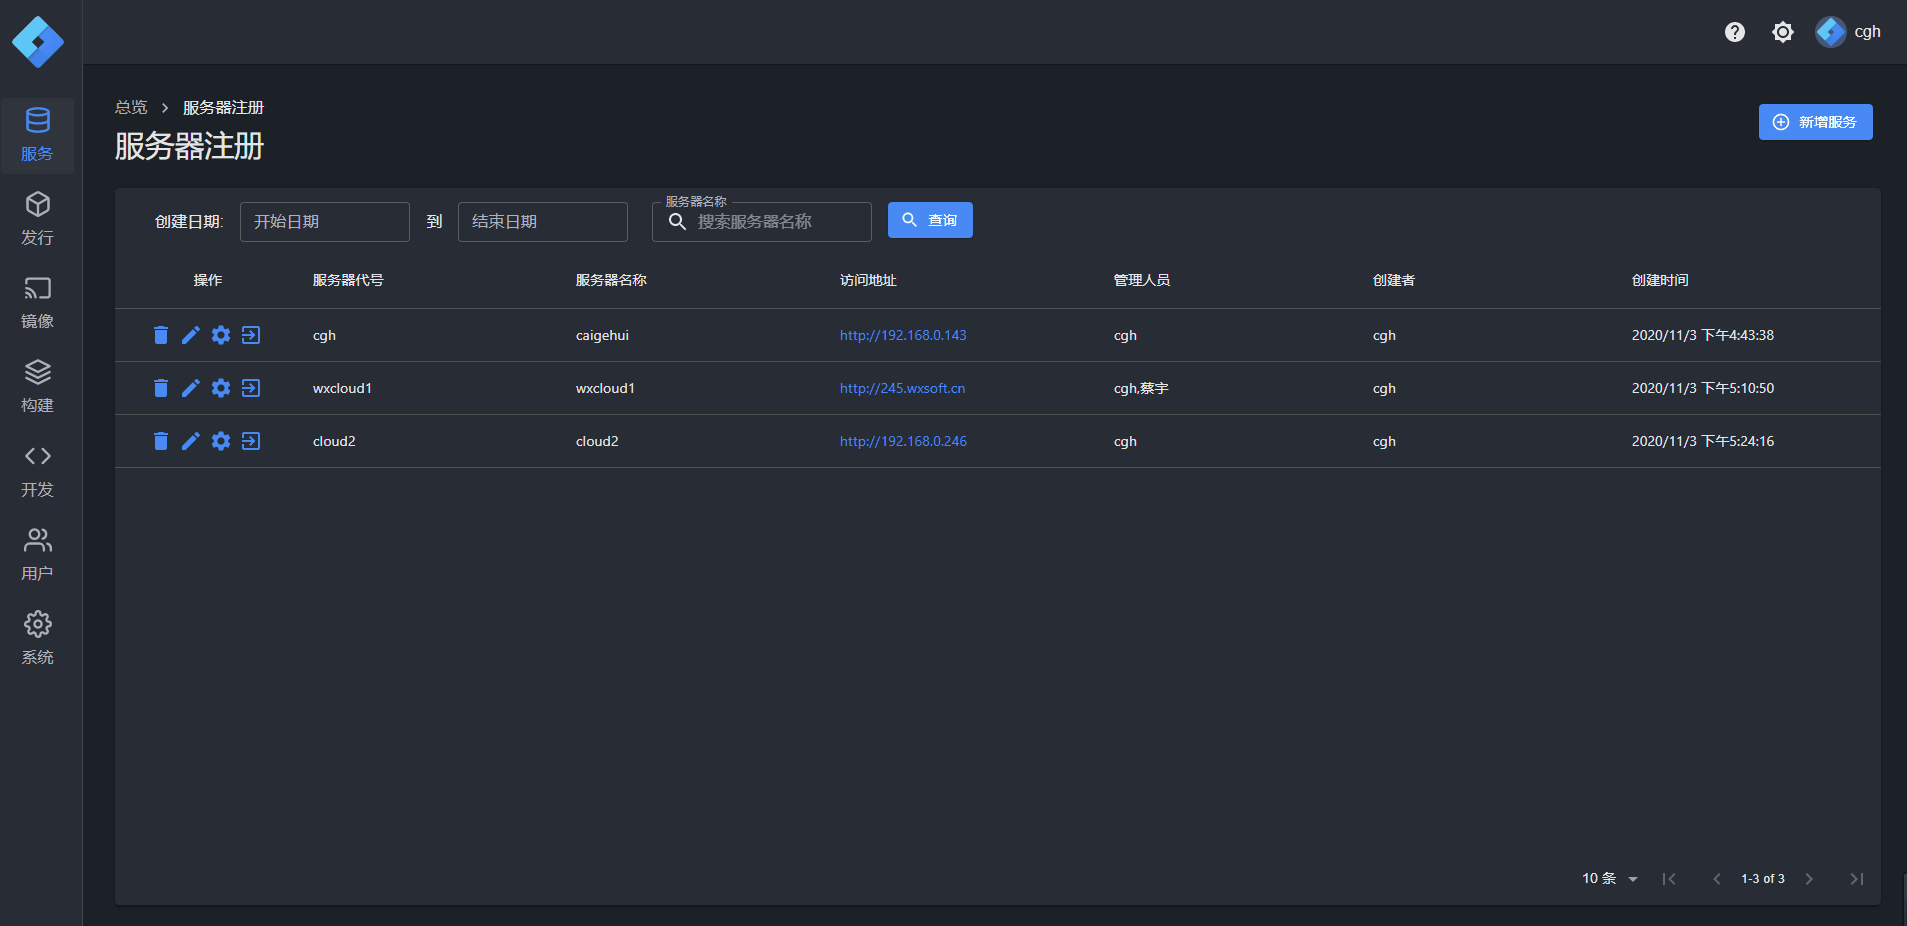 cgh
服务
发行
镜像
构建
开发
用户
系统
总览 › 服务器注册
服务器注册
新增服务
创建日期: 开始日期 到 结束日期 服务器名称 搜索服务器名称 查询
操作 服务器代号 服务器名称 访问地址 管理人员 创建者 创建时间
cgh caigehui http://192.168.0.143 cgh cgh 2020/11/3 下午4:43:38
wxcloud1 wxcloud1 http://245.wxsoft.cn cgh,蔡宇 cgh 2020/11/3 下午5:10:50
cloud2 cloud2 http://192.168.0.246 cgh cgh 2020/11/3 下午5:24:16
10 条 1-3 of 3